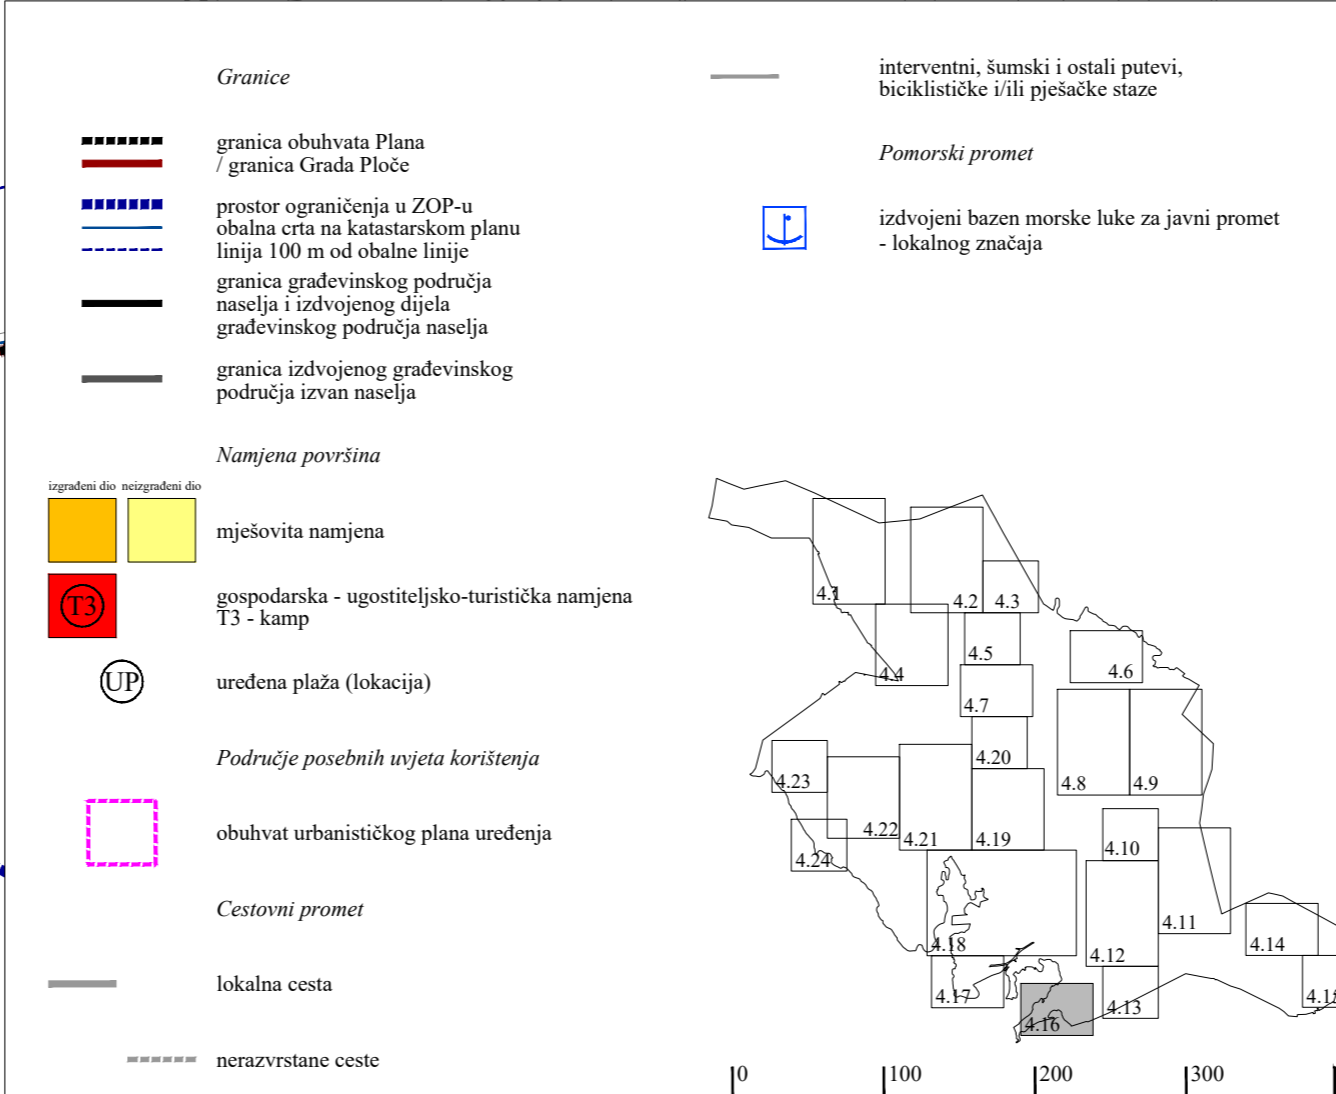 Granice
granica obuhvata Plana
/ granica Grada Ploče
prostor ograničenja u ZOP-u
obalna crta na katastarskom planu
linija 100 m od obalne linije
granica građevinskog područja
naselja i izdvojenog dijela
građevinskog područja naselja
granica izdvojenog građevinskog
područja izvan naselja
Namjena površina
izgrađeni dio neizgrađeni dio
mješovita namjena
T3
gospodarska - ugostiteljsko-turistička namjena
T3 - kamp
UP
uređena plaža (lokacija)
Područje posebnih uvjeta korištenja
obuhvat urbanističkog plana uređenja
Cestovni promet
lokalna cesta
nerazvrstane ceste
interventni, šumski i ostali putevi,
biciklističke i/ili pješačke staze
Pomorski promet
izdvojeni bazen morske luke za javni promet
- lokalnog značaja
4.1
4.2
4.3
4.4
4.5
4.6
4.7
4.20
4.23
4.8
4.9
4.22
4.21
4.19
4.10
4.24
4.11
4.18
4.12
4.14
4.17
4.13
4.16
0
100
200
300